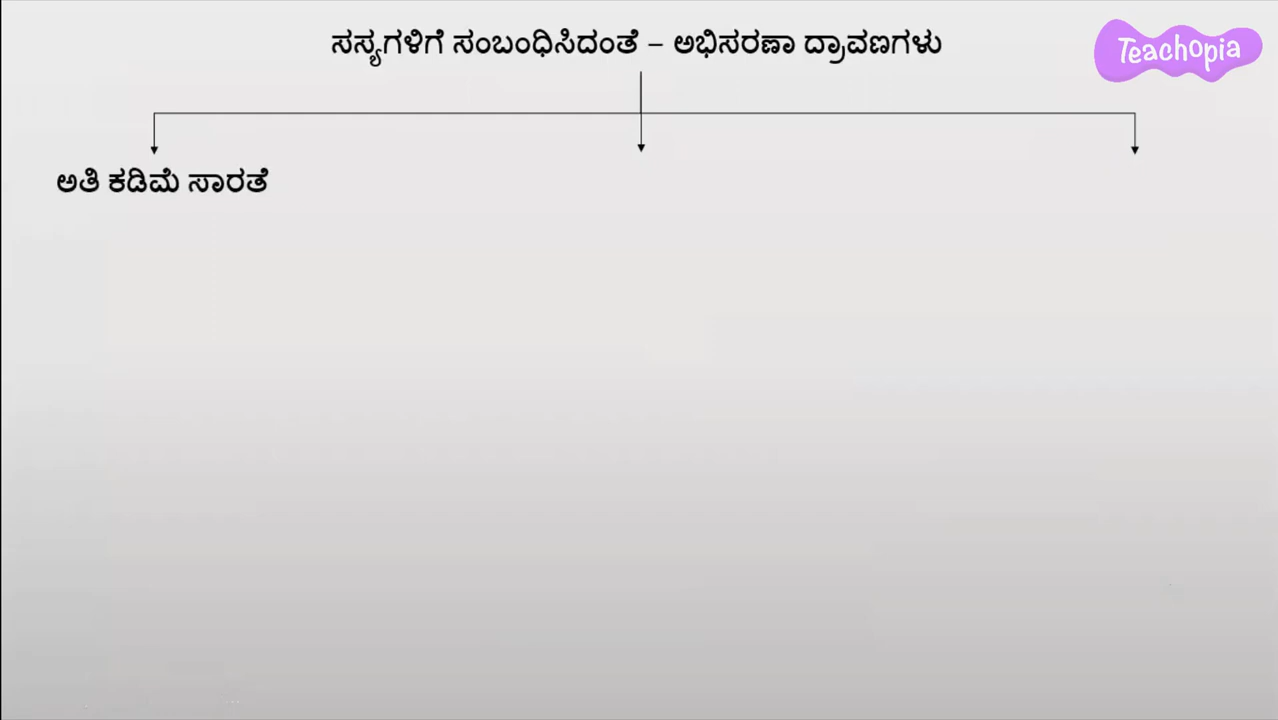 ಸಸ್ಯಗಳಿಗೆ ಸಂಬಂಧಿಸಿದಂತೆ – ಅಭಿಸರಣಾ ದ್ರಾವಣಗಳು
Teachopia
ಅತಿ ಕಡಿಮೆ ಸಾರತೆ